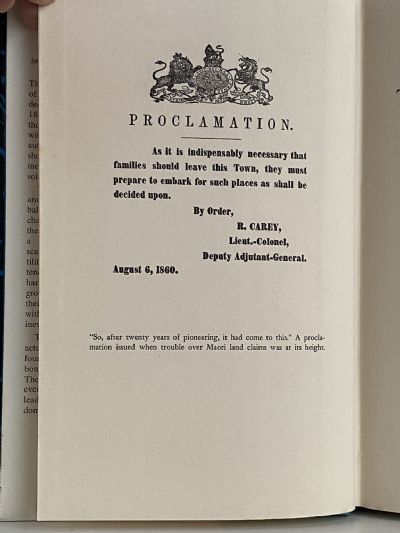 PROCLAMATION.
As it is indispensably necessary that
families should leave this Town, they must
prepare to embark for such places as shall be
decided upon.
By Order,
R. CAREY,
Lieut.-Colonel,
Deputy Adjutant-General.
August 6, 1860.
"So, after twenty years of pioneering, it had come to this." A procla-
mation issued when trouble over Maori land claims was at its height.